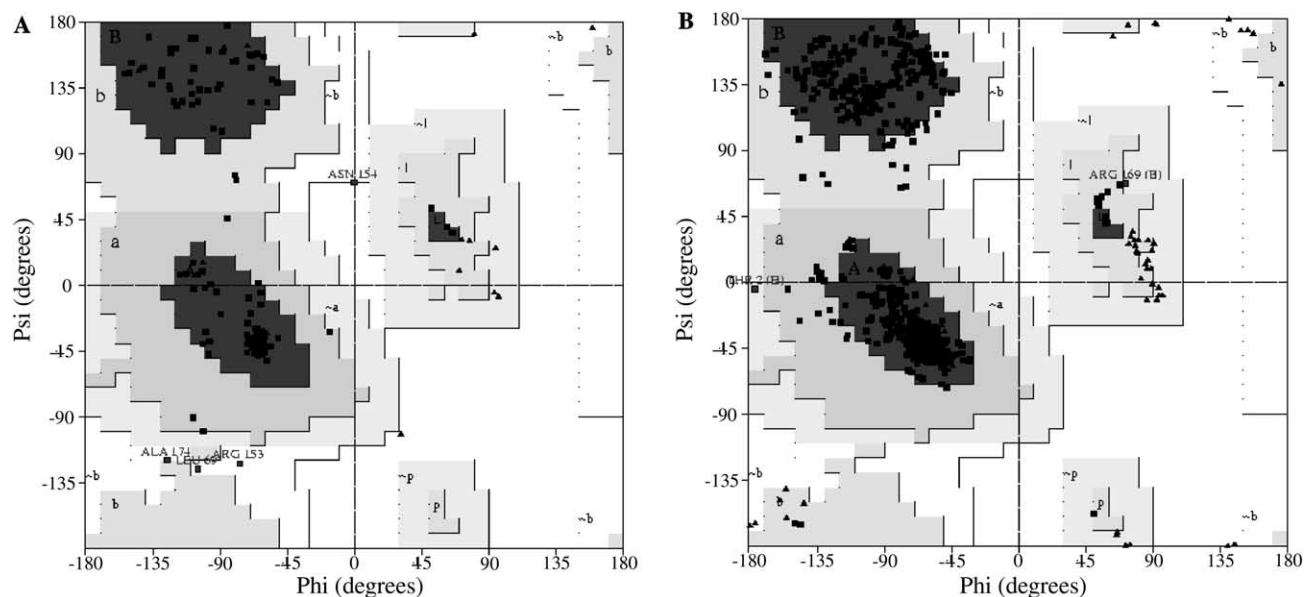 A
180
135
90
45
0
-45
-90
-135
-180
-135
-90
-45
0
45
90
135
180
Psi (degrees)
Phi (degrees)
B
~b
b
b
~b
~l
l
ASN 154
L
a
A
~a
ALA 174
LEU 69
ARG 153
~b
b
~p
p
~b
B
180
135
90
45
0
-45
-90
-135
-180
-135
-90
-45
0
45
90
135
180
Psi (degrees)
Phi (degrees)
B
~b
b
b
~b
~l
l
ARG 169 (B)
L
a
A
THR 2 (B)
~a
~b
b
~p
p
~b